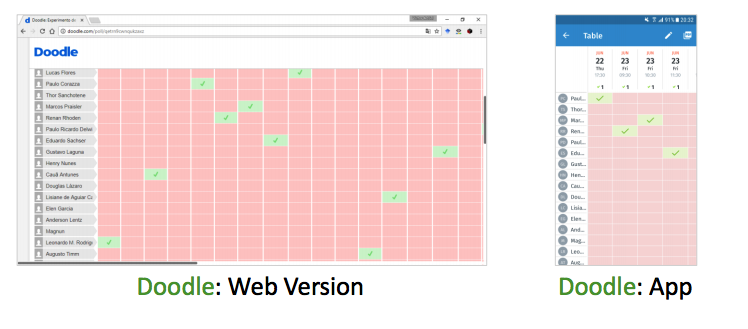 Doodle: Experimento de
doodle.com/poll/
Doodle
Lucas Flores
Paulo Corazza
Thor Sanchotene
Marcos Prasler
Renan Rhoden
Paulo Ricardo Delwi
Eduardo Sachser
Gustavo Laguna
Henry Nunes
Cauã Antunes
Douglas Lázaro
Lisiane de Aguiar Co
Elen Garcia
Anderson Lentz
Magnun
Leonardo M. Rodrig
Augusto Timm
91% 20:32
Table
JUN JUN JUN JUN
22 23 23 23
Thu Fri Fri Fri
11:30 09:30 10:30 11:30
✓1 ✓1 ✓1 ✓1
Paul...
Thor...
Mac...
Ren...
Paul...
Edu...
Gust...
Hen...
Cau...
Dou...
Lisia...
Elen...
And...
Mag...
Leo...
Aug...
Doodle: Web Version
Doodle: App